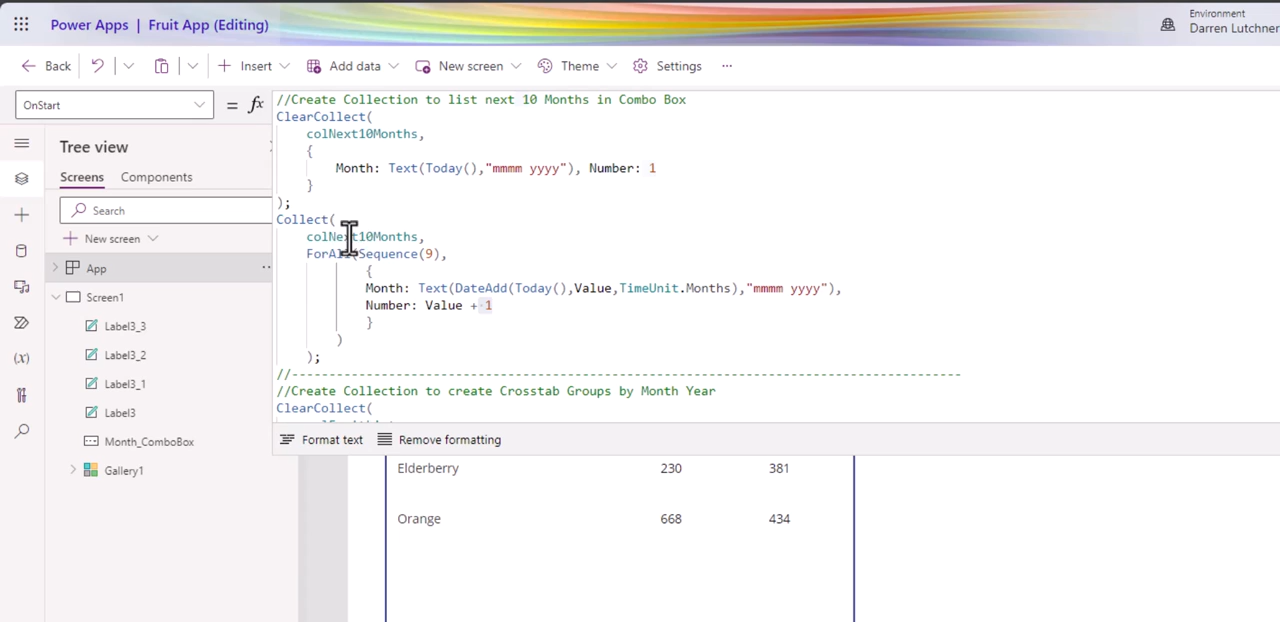 Power Apps | Fruit App (Editing)
Environment
Darren Lutchner
Back
Insert
Add data
New screen
Theme
Settings
OnStart
= fx
//Create Collection to list next 10 Months in Combo Box
ClearCollect(
colNext10Months,
{
Month: Text(Today(),"mmmm yyyy"), Number: 1
}
);
Collect(
colNext10Months,
ForAll(Sequence(9),
{
Month: Text(DateAdd(Today(),Value,TimeUnit.Months),"mmmm yyyy"),
Number: Value + 1
}
)
);
//--------------------------------------------------------------------------------
//Create Collection to create Crosstab Groups by Month Year
ClearCollect(
Format text
Remove formatting
Tree view
Screens
Components
Search
New screen
App
Screen1
Label3_3
Label3_2
Label3_1
Label3
Month_ComboBox
Gallery1
Elderberry 230 381
Orange 668 434